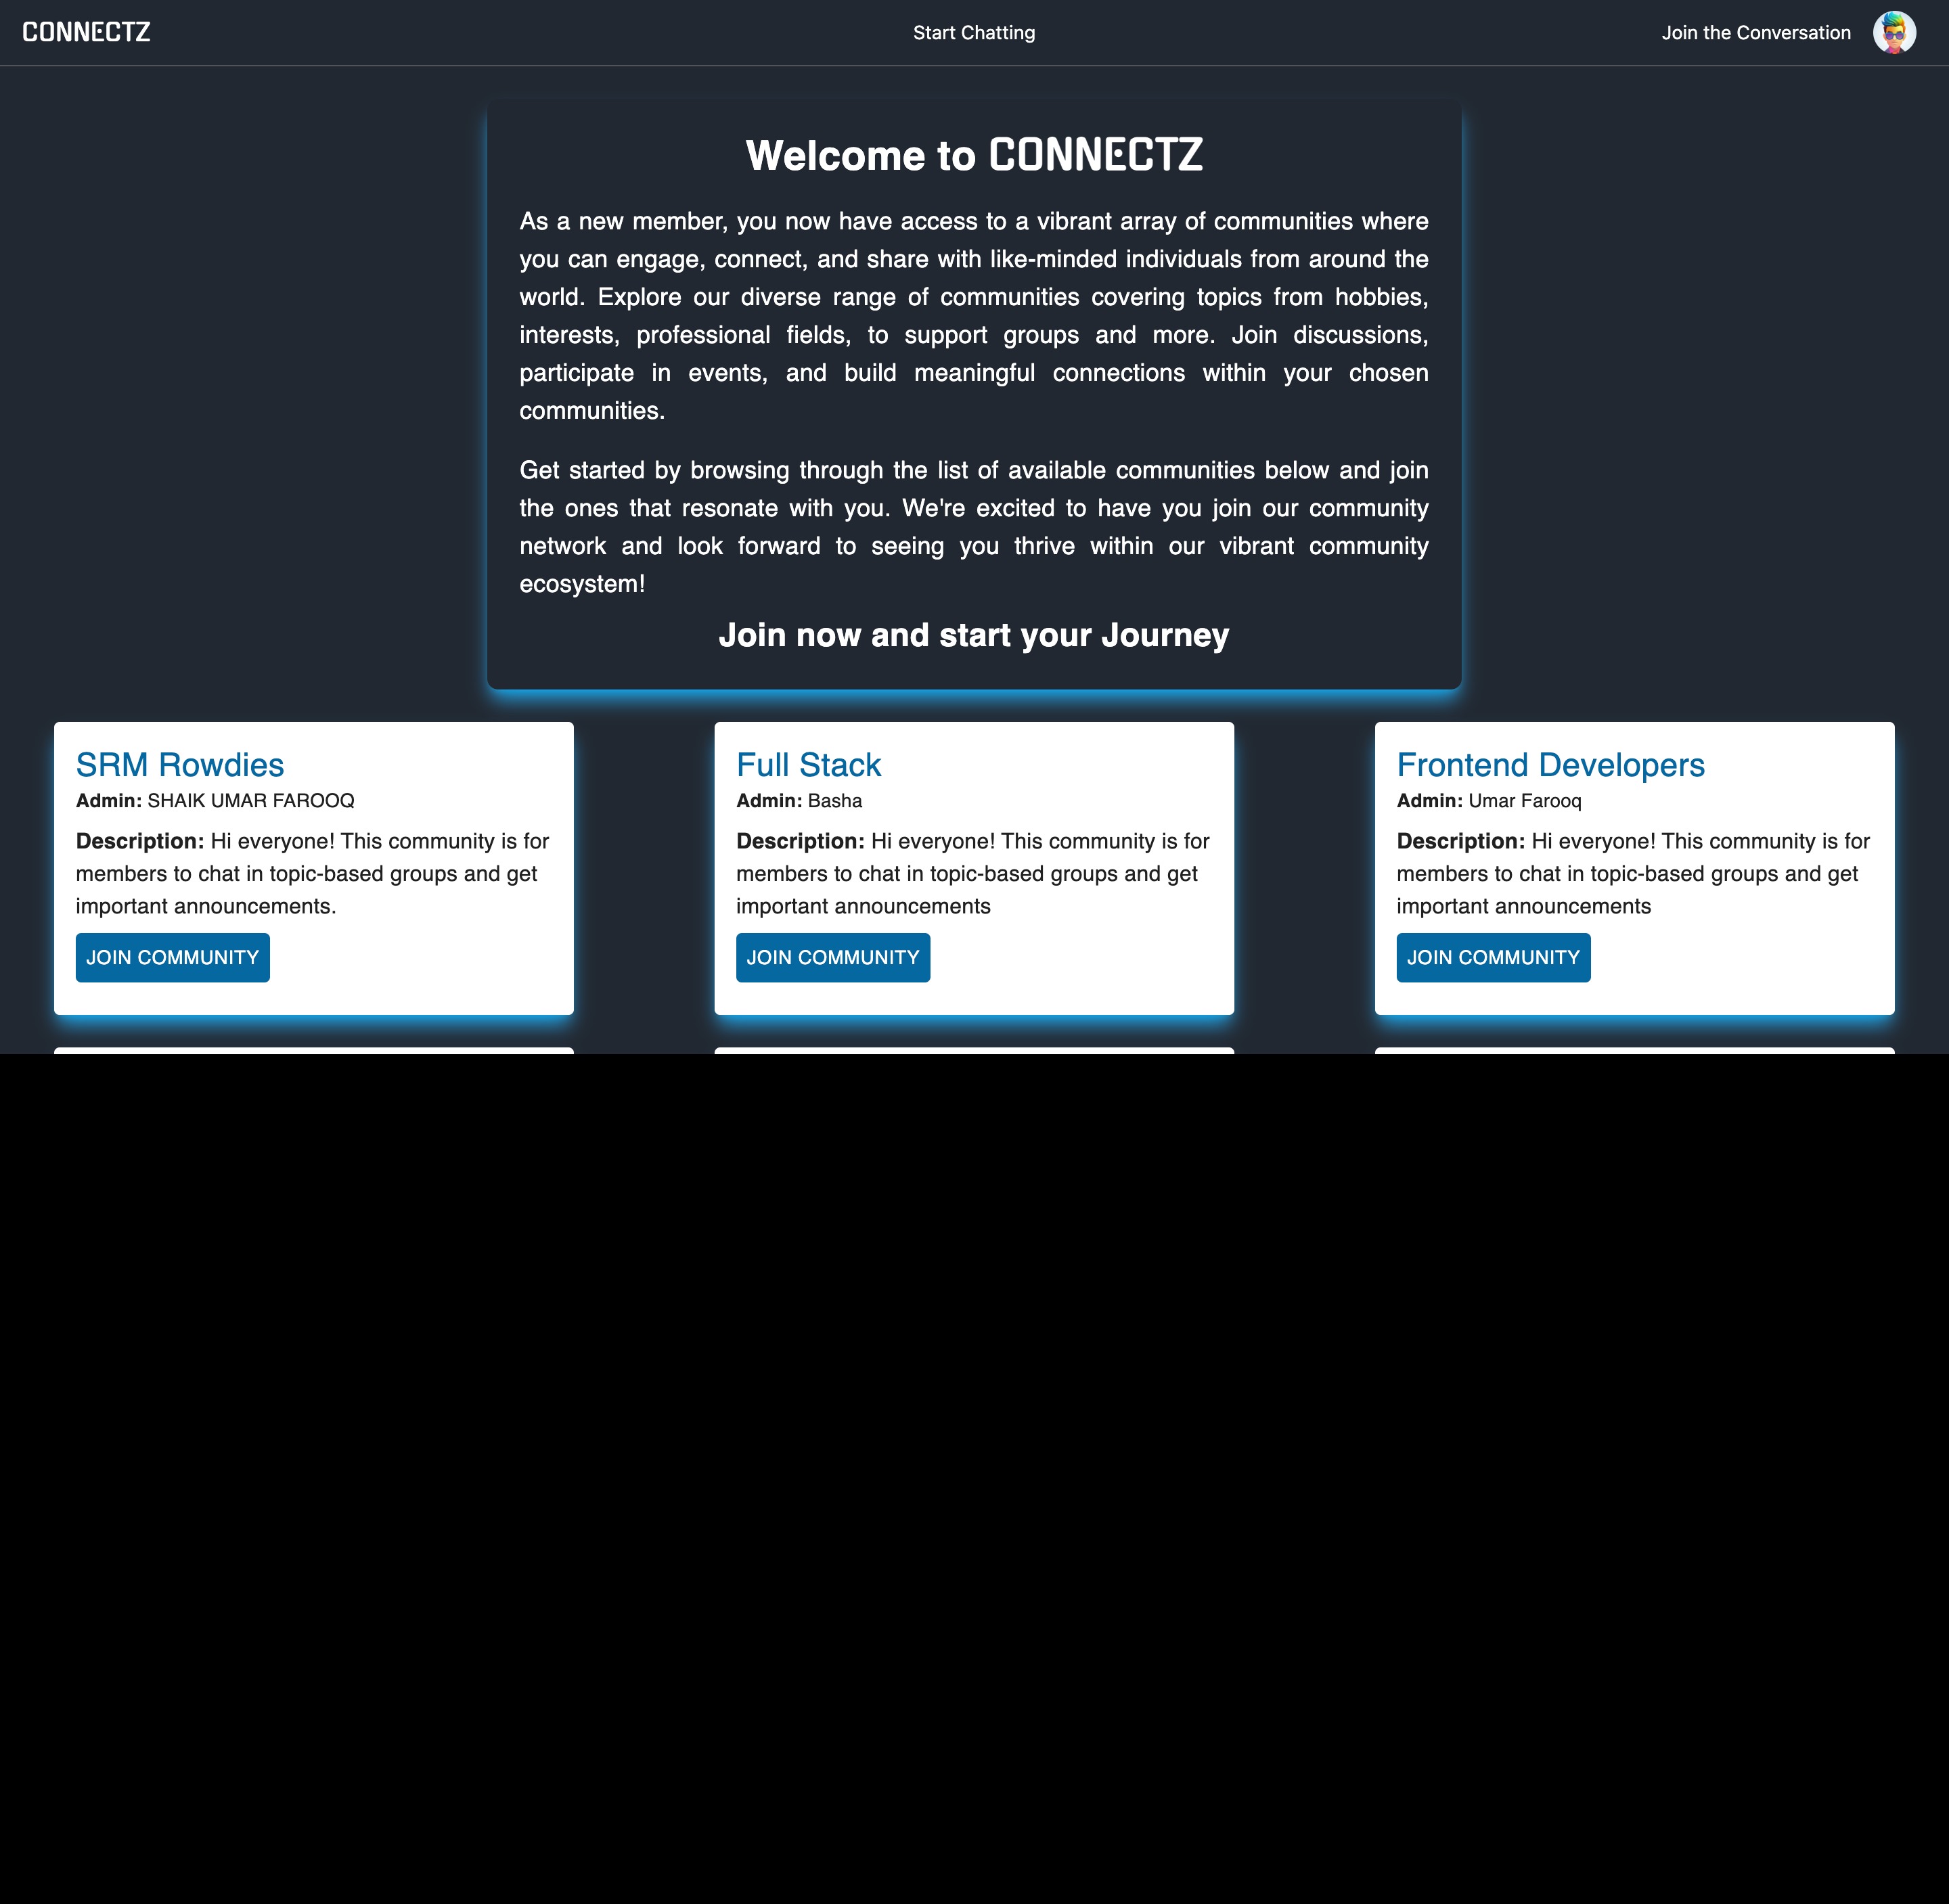 CONNECTZ
Start Chatting
Join the Conversation
Welcome to CONNECTZ
As a new member, you now have access to a vibrant array of communities where
you can engage, connect, and share with like-minded individuals from around the
world. Explore our diverse range of communities covering topics from hobbies,
interests, professional fields, to support groups and more. Join discussions,
participate in events, and build meaningful connections within your chosen
communities.
Get started by browsing through the list of available communities below and join
the ones that resonate with you. We're excited to have you join our community
network and look forward to seeing you thrive within our vibrant community
ecosystem!
Join now and start your Journey
SRM Rowdies
Admin: SHAIK UMAR FAROOQ
Description: Hi everyone! This community is for
members to chat in topic-based groups and get
important announcements.
JOIN COMMUNITY
Full Stack
Admin: Basha
Description: Hi everyone! This community is for
members to chat in topic-based groups and get
important announcements
JOIN COMMUNITY
Frontend Developers
Admin: Umar Farooq
Description: Hi everyone! This community is for
members to chat in topic-based groups and get
important announcements
JOIN COMMUNITY